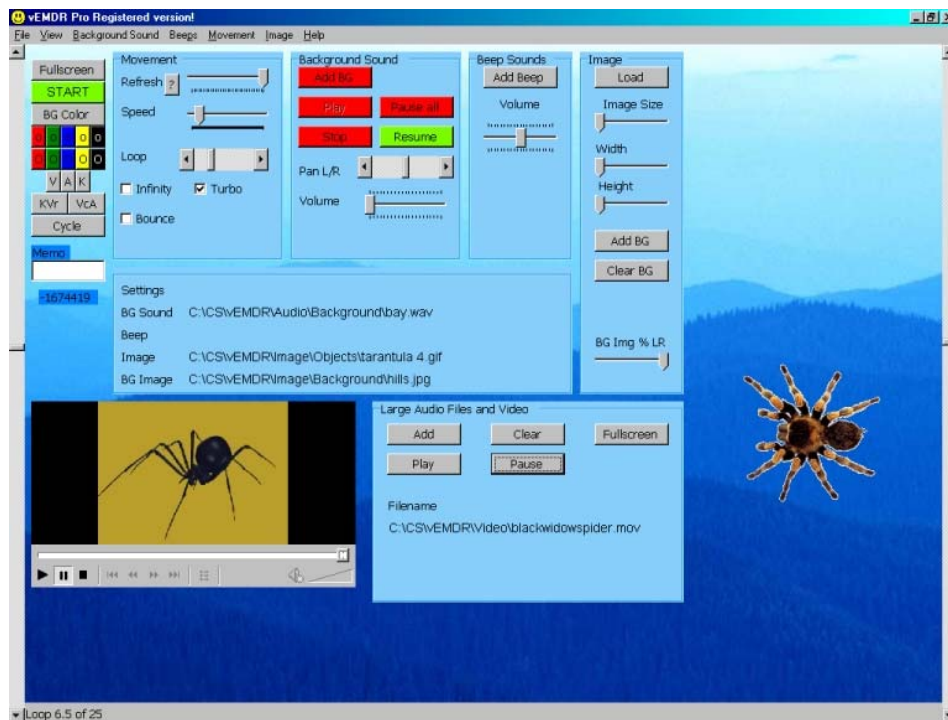 vEMDR Pro Registered version!
File View Background Sound Beeps Movement Image Help
Fullscreen
START
BG Color
o o o o o
o o o o o
V A K
KVr VcA
Cycle
Memo
-1674419
Movement
Refresh ?
Speed
Loop
Infinity Turbo
Bounce
Background Sound
Add BG
Play Pause all
Stop Resume
Pan L/R
Volume
Beep Sounds
Add Beep
Volume
Image
Load
Image Size
Width
Height
Add BG
Clear BG
BG Img % LR
Settings
BG Sound C:\CS\vEMDR\Audio\Background\bay.wav
Beep
Image C:\CS\vEMDR\Image\Objects\tarantula 4.gif
BG Image C:\CS\vEMDR\Image\Background\hills.jpg
Large Audio Files and Video
Add Clear Fullscreen
Play Pause
Filename
C:\CS\vEMDR\Video\blackwidowspider.mov
Loop 6.5 of 25